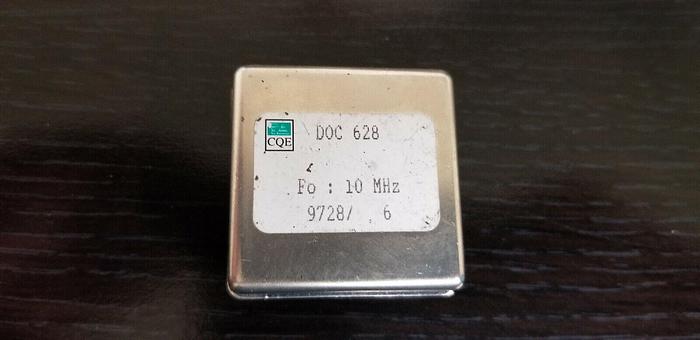 CQE
DOC 628
Fo : 10 MHz
9728/ 6